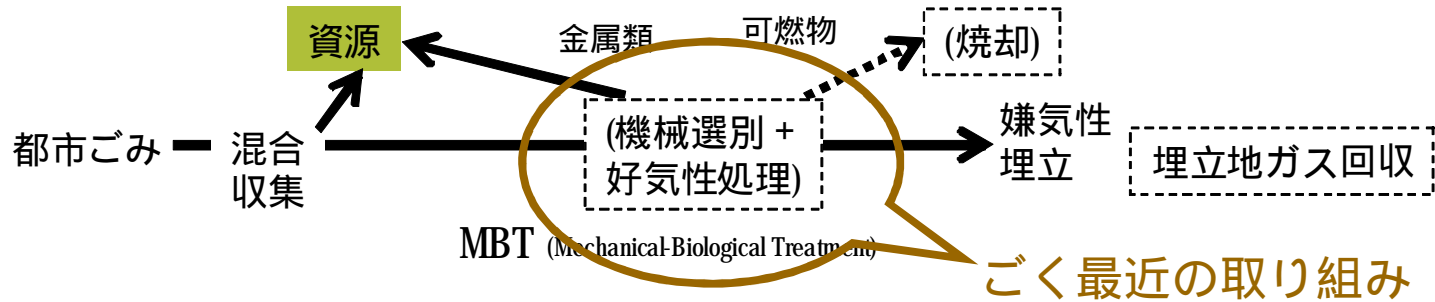 資源
金属類
可燃物
(焼却)
都市ごみ
混合
収集
(機械選別 +
好気性処理)
嫌気性
埋立
埋立地ガス回収
MBT (Mechanical-Biological Treatment)
ごく最近の取り組み